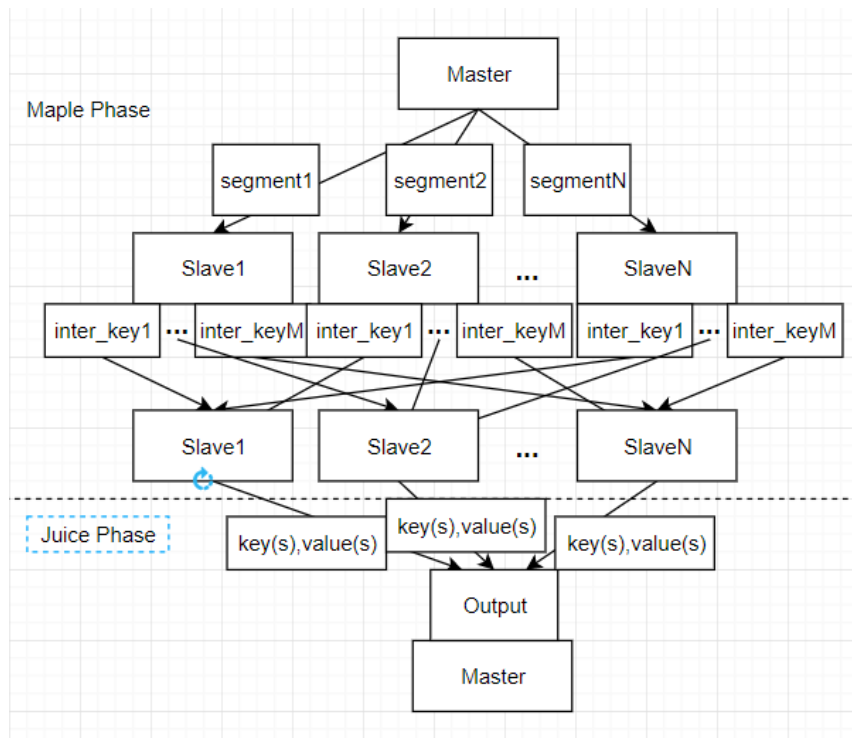 Master
Maple Phase
segment1
segment2
segmentN
Slave1
Slave2
...
SlaveN
inter_key1
...
inter_keyM
inter_key1
...
inter_keyM
inter_key1
...
inter_keyM
Slave1
Slave2
...
SlaveN
Juice Phase
key(s),value(s)
key(s),value(s)
key(s),value(s)
Output
Master